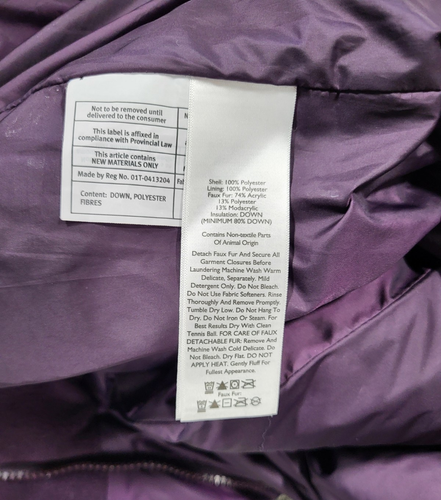 Not to be removed until
delivered to the consumer
This label is affixed in
compliance with Provincial Law
This article contains
NEW MATERIALS ONLY
Made by Reg No. 01T-0413204
Content: DOWN, POLYESTER
FIBRES
Shell: 100% Polyester
Lining: 100% Polyester
Faux Fur: 74% Acrylic
13% Polyester
13% Modacrylic
Insulation: DOWN
(MINIMUM 80% DOWN)
Contains Non-textile Parts
Of Animal Origin
Detach Faux Fur And Secure All
Garment Closures Before
Laundering Machine Wash Warm
Delicate, Separately. Mild
Detergent Only. Do Not Bleach.
Do Not Use Fabric Softeners. Rinse
Thoroughly And Remove Promptly.
Tumble Dry Low. Do Not Hang To
Dry. Do Not Iron Or Steam. For
Best Results Dry With Clean
Tennis Ball. FOR CARE OF FAUX
DETACHABLE FUR: Remove And
Machine Wash Cold Delicate. Do
Not Bleach. Dry Flat. DO NOT
APPLY HEAT. Gently Fluff For
Fullest Appearance.
Faux Fur: